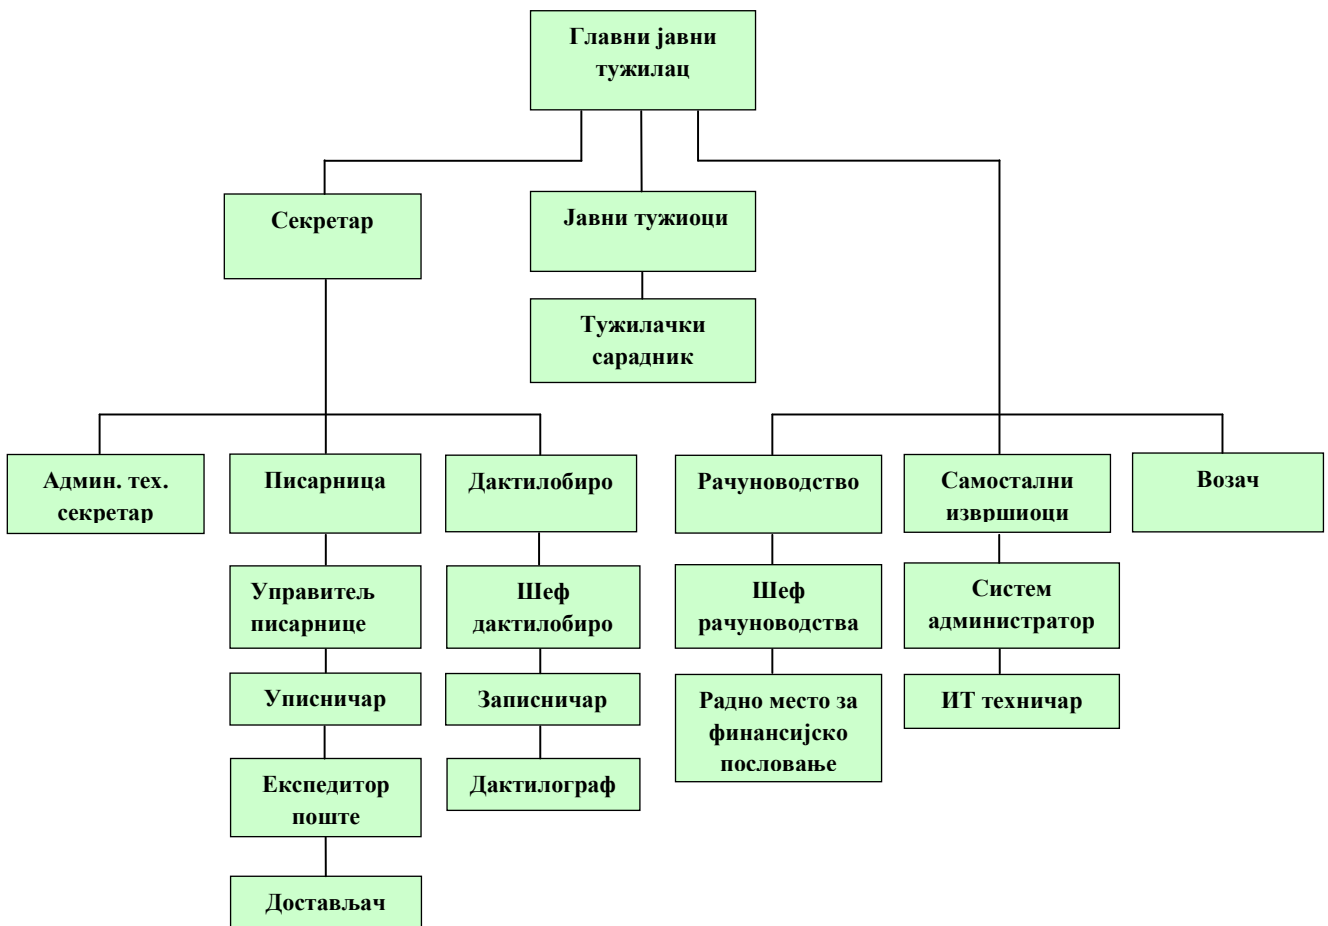 Главни јавни
тужилац
Секретар
Јавни тужиоци
Тужилачки
сарадник
Админ. тех.
секретар
Писарница
Дактилобиро
Рачуноводство
Самостални
извршиоци
Возач
Управитељ
писарнице
Шеф
дактилобиро
Шеф
рачуноводства
Систем
администратор
Уписничар
Записничар
Радно место за
финансијско
пословање
ИТ техничар
Експедитор
поште
Дактилограф
Достављач